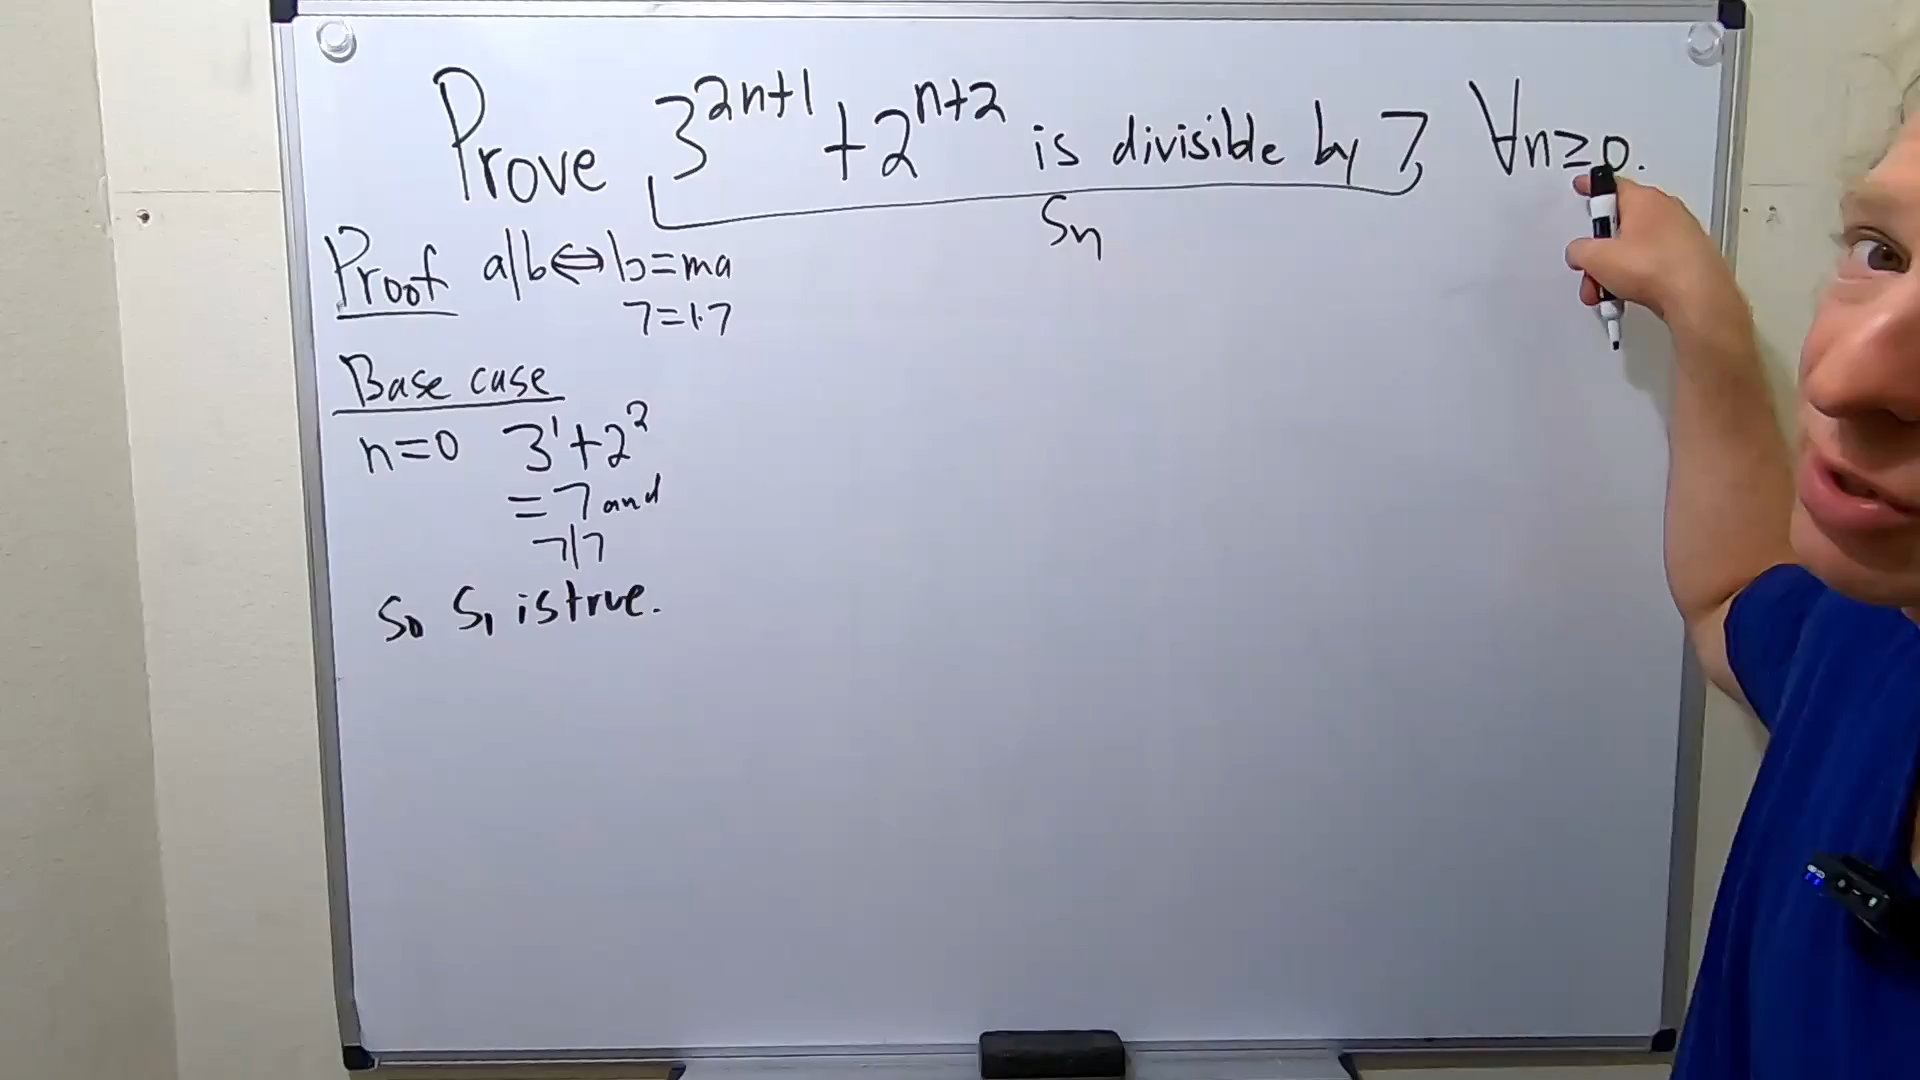 Prove 3^{2n+1} + 2^{n+2} is divisible by 7 ∀n≥0.
Sn
Proof a|b⇔b=ma
7=1·7
Base case
n=0 3^1+2^2
=7 and
7|7
so S1 is true.